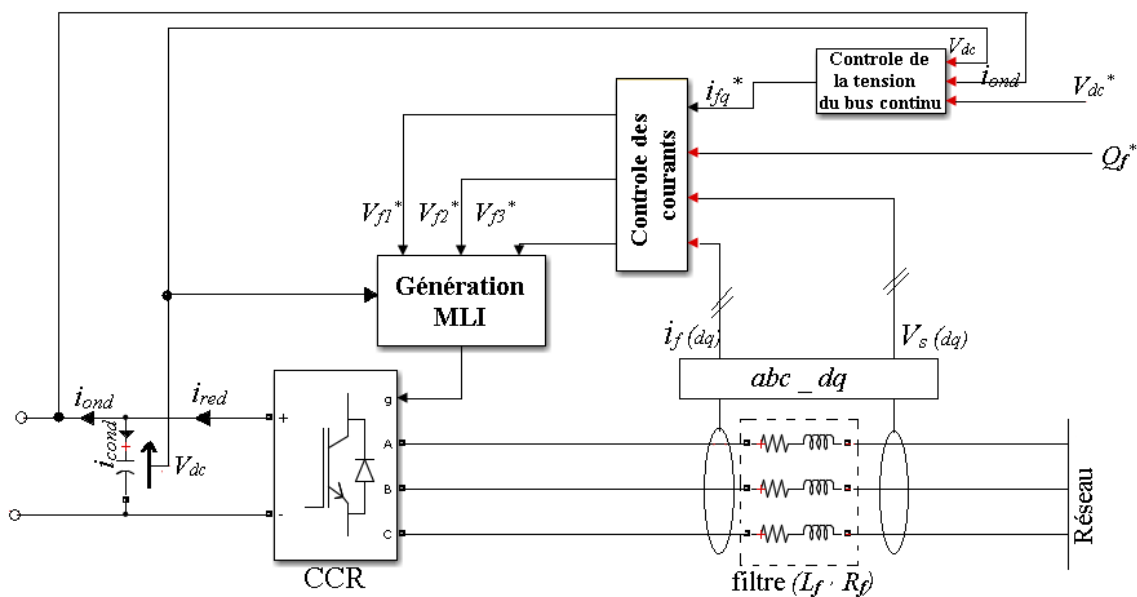 V_dc
Controle de
la tension
du bus continu
i_ond
V_dc*
i_fq*
Q_f*
Controle des
courants
V_f1* V_f2* V_f3*
Génération
MLI
i_f (dq)
V_s (dq)
abc _ dq
i_ond
i_red
+
g
A
i_cond
V_dc
B
-
C
Réseau
CCR
filtre (L_f , R_f)